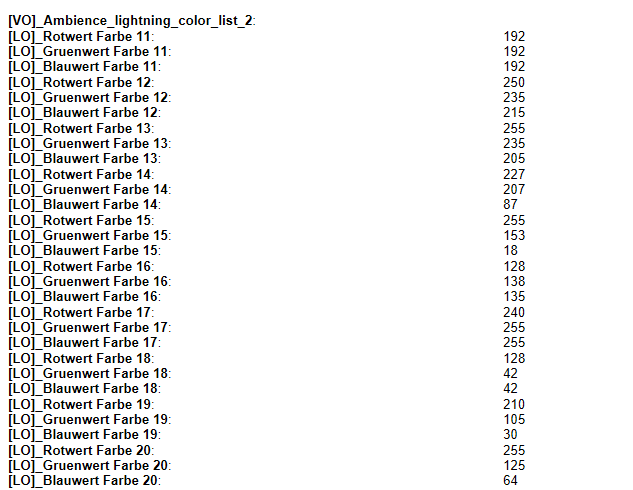 [VO]_Ambience_lightning_color_list_2:
[LO]_Rotwert Farbe 11: 192
[LO]_Gruenwert Farbe 11: 192
[LO]_Blauwert Farbe 11: 192
[LO]_Rotwert Farbe 12: 250
[LO]_Gruenwert Farbe 12: 235
[LO]_Blauwert Farbe 12: 215
[LO]_Rotwert Farbe 13: 255
[LO]_Gruenwert Farbe 13: 235
[LO]_Blauwert Farbe 13: 205
[LO]_Rotwert Farbe 14: 227
[LO]_Gruenwert Farbe 14: 207
[LO]_Blauwert Farbe 14: 87
[LO]_Rotwert Farbe 15: 255
[LO]_Gruenwert Farbe 15: 153
[LO]_Blauwert Farbe 15: 18
[LO]_Rotwert Farbe 16: 128
[LO]_Gruenwert Farbe 16: 138
[LO]_Blauwert Farbe 16: 135
[LO]_Rotwert Farbe 17: 240
[LO]_Gruenwert Farbe 17: 255
[LO]_Blauwert Farbe 17: 255
[LO]_Rotwert Farbe 18: 128
[LO]_Gruenwert Farbe 18: 42
[LO]_Blauwert Farbe 18: 42
[LO]_Rotwert Farbe 19: 210
[LO]_Gruenwert Farbe 19: 105
[LO]_Blauwert Farbe 19: 30
[LO]_Rotwert Farbe 20: 255
[LO]_Gruenwert Farbe 20: 125
[LO]_Blauwert Farbe 20: 64